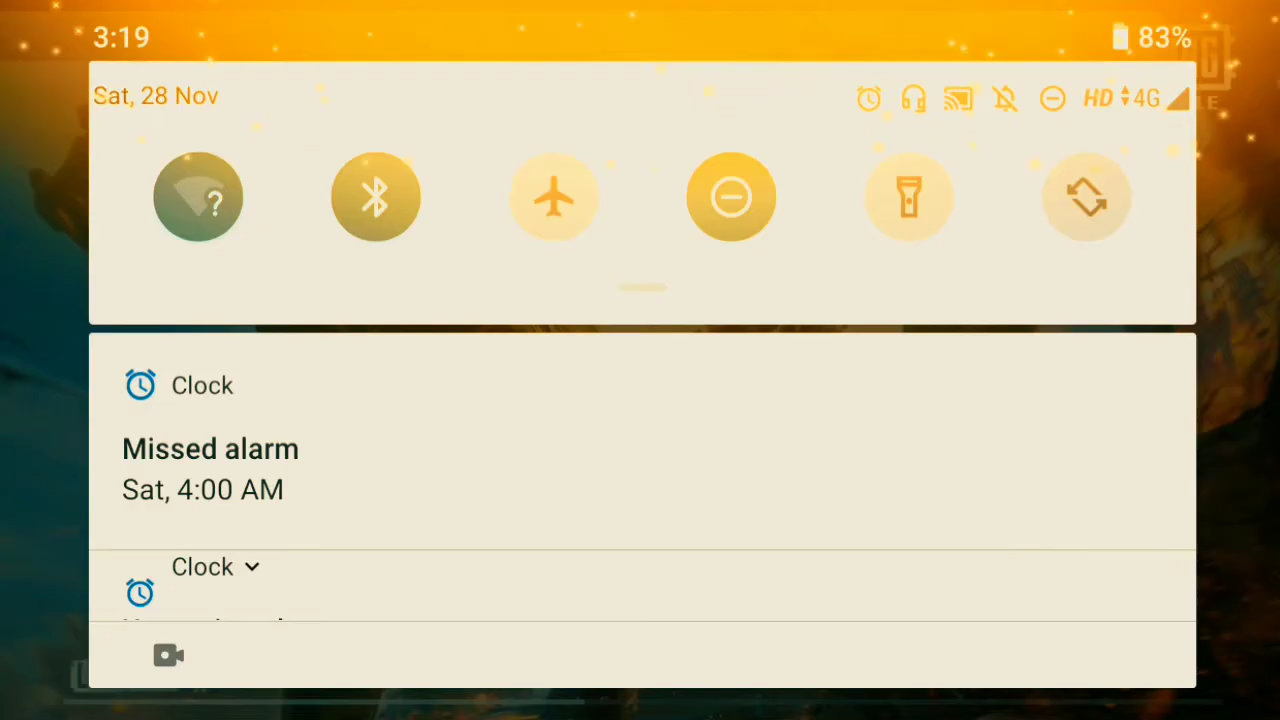 3:19
83%
Sat, 28 Nov
HD 4G
?
Clock
Missed alarm
Sat, 4:00 AM
Clock